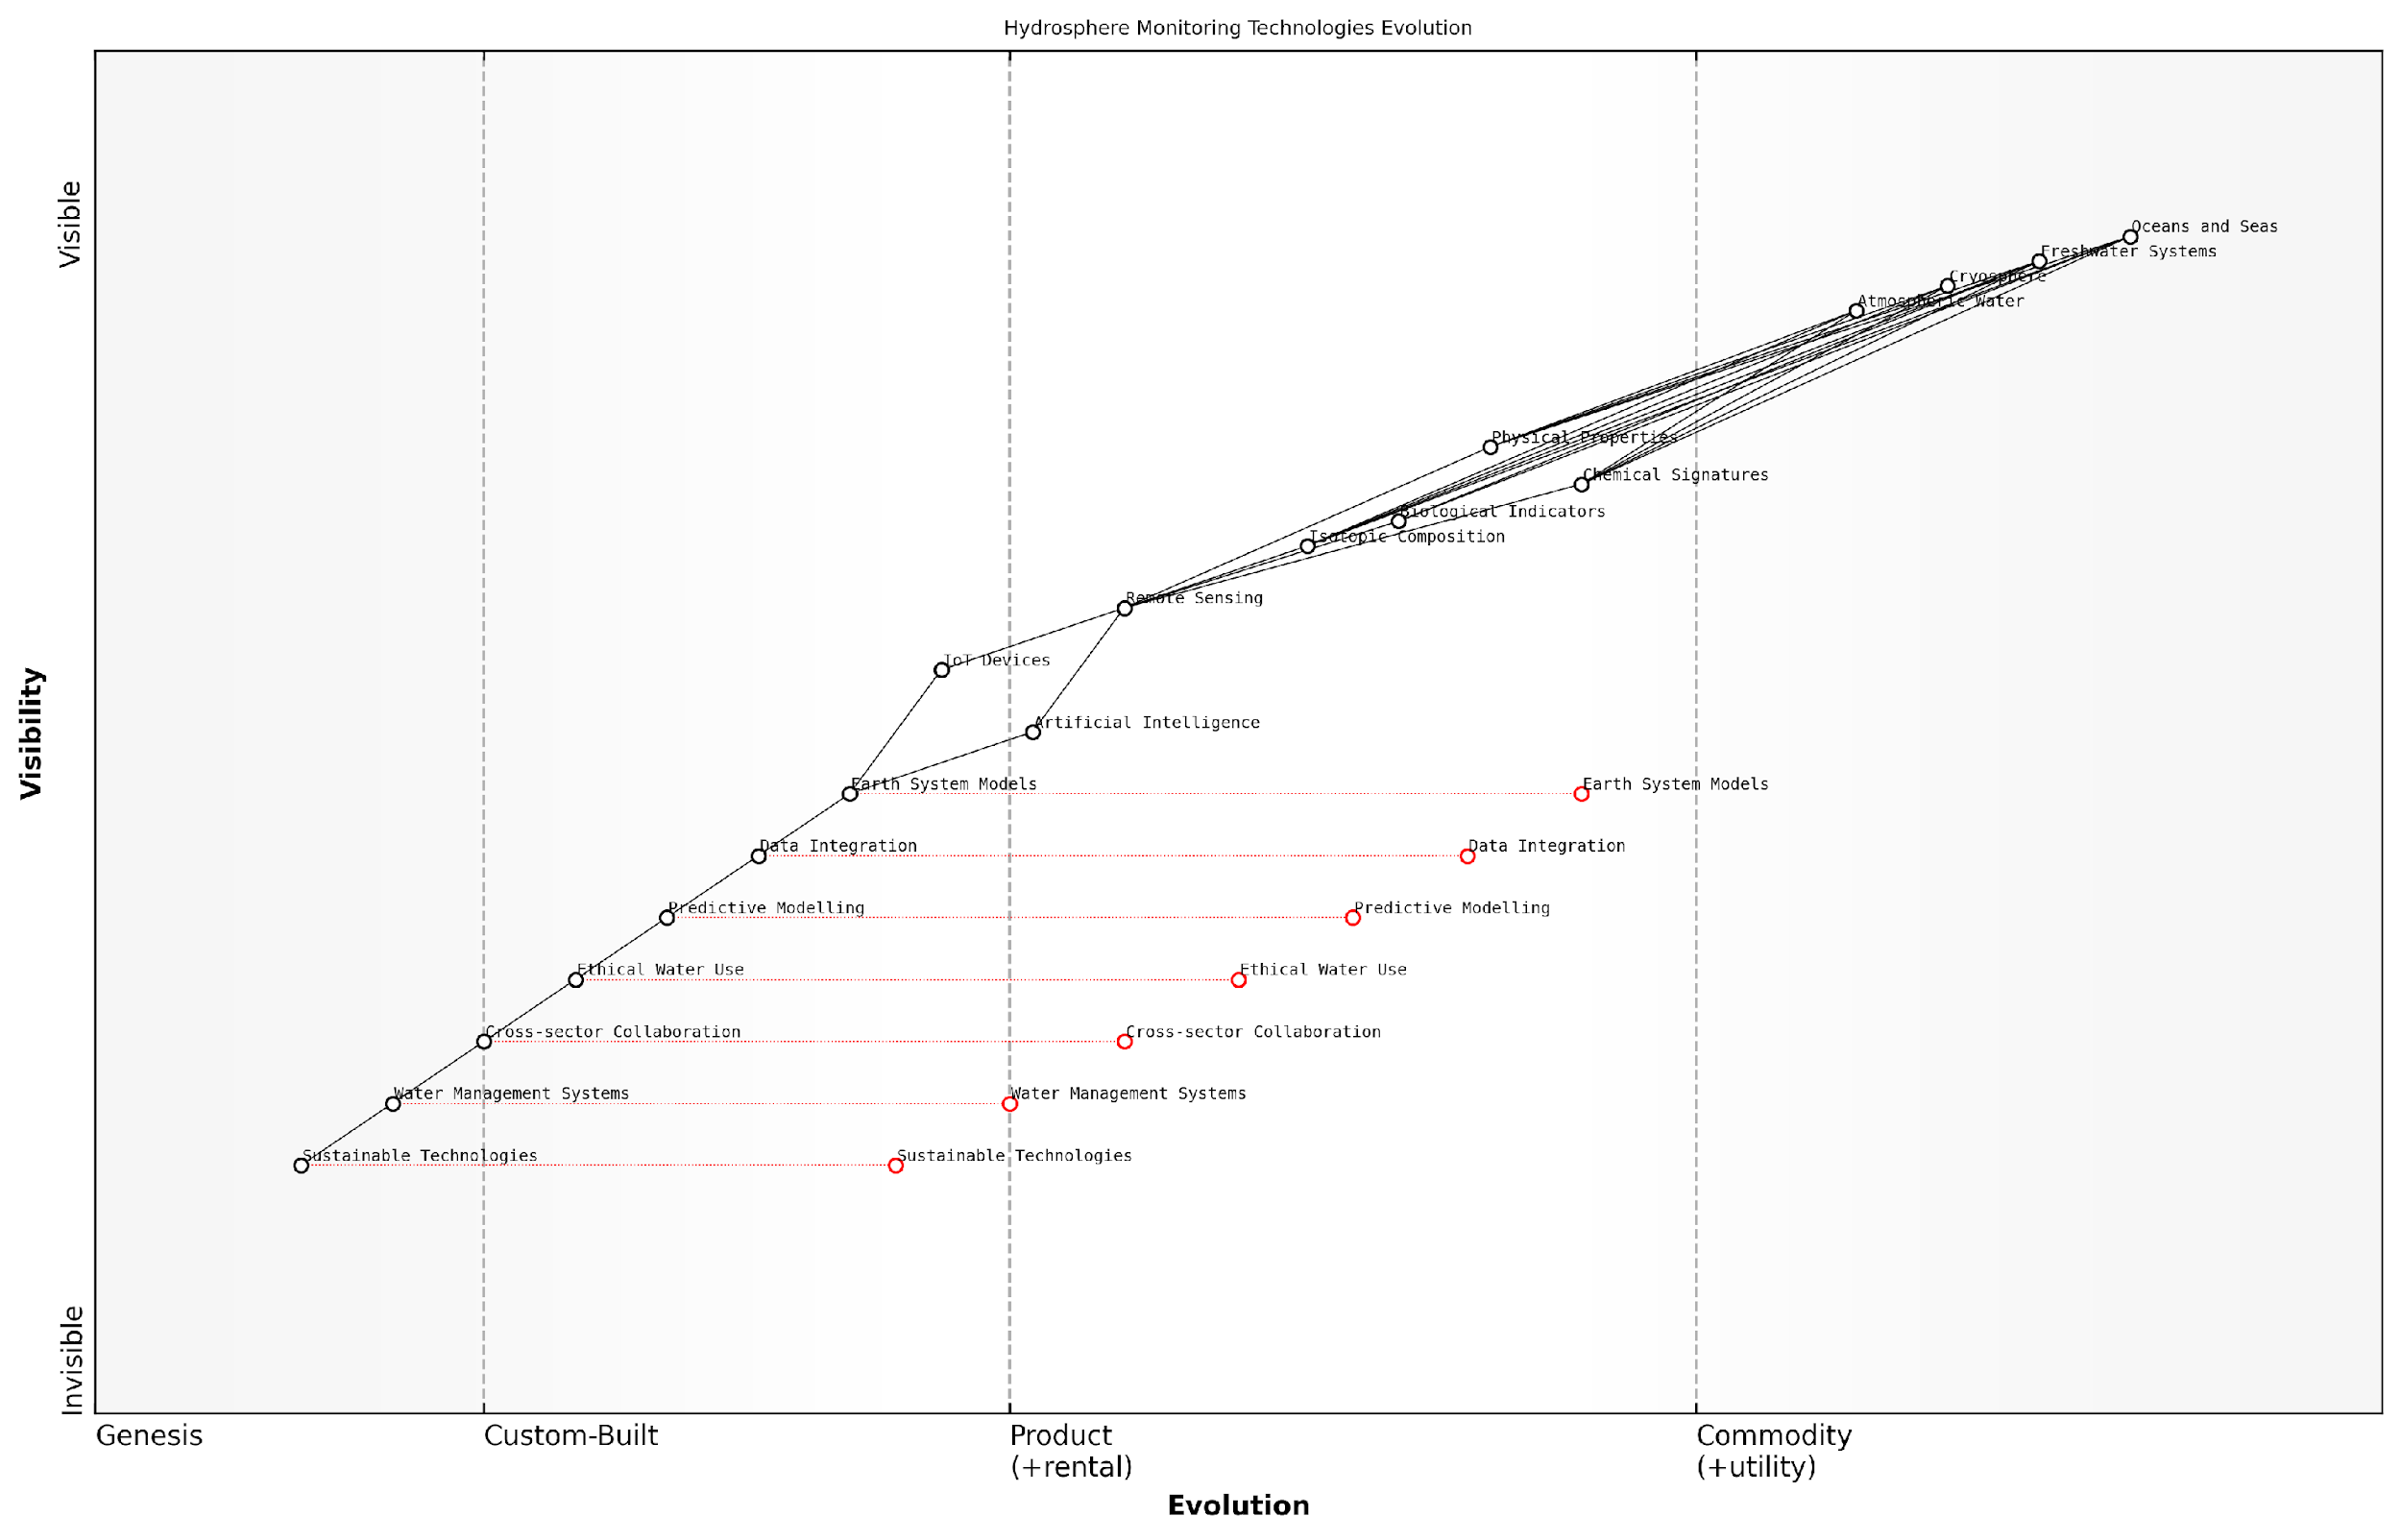 Hydrosphere Monitoring Technologies Evolution
Visible
Oceans and Seas
Freshwater Systems
Cryosphere
Atmospheric Water
Physical Properties
Chemical Signatures
Biological Indicators
Isotopic Composition
Remote Sensing
IoT Devices
Artificial Intelligence
Earth System Models
Earth System Models
Data Integration
Data Integration
Predictive Modelling
Predictive Modelling
Ethical Water Use
Ethical Water Use
Cross-sector Collaboration
Cross-sector Collaboration
Water Management Systems
Water Management Systems
Sustainable Technologies
Sustainable Technologies
Visibility
Invisible
Genesis
Custom-Built
Product
(+rental)
Commodity
(+utility)
Evolution